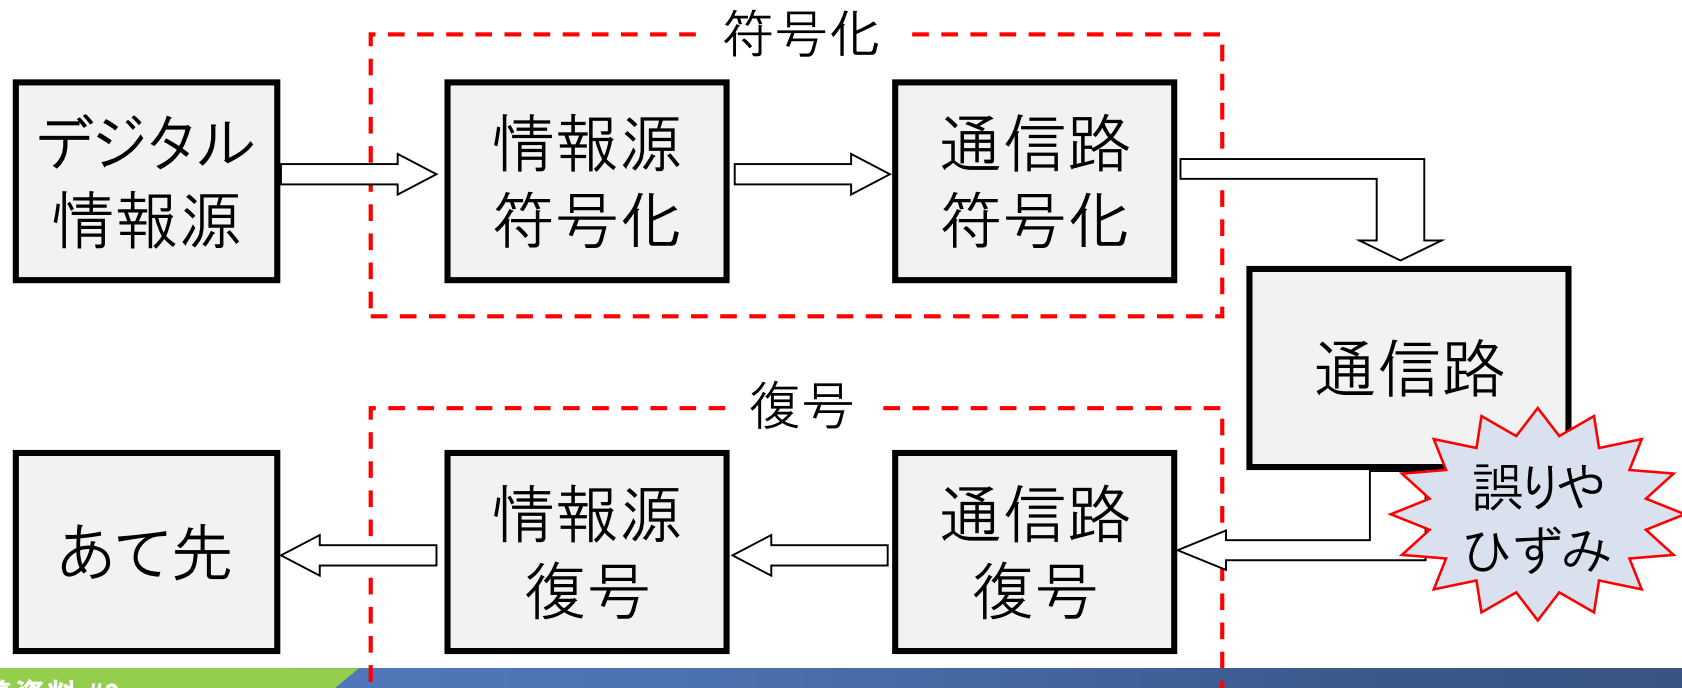 符号化
デジタル
情報源
情報源
符号化
通信路
符号化
通信路
誤りや
ひずみ
復号
通信路
復号
情報源
復号
あて先